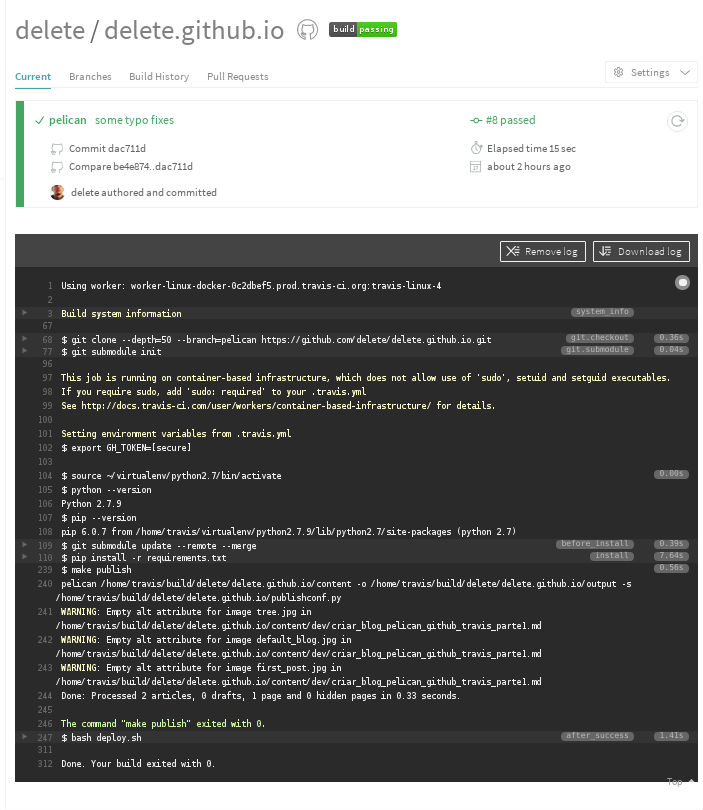 delete / delete.github.io build passing
Current Branches Build History Pull Requests Settings
pelican some typo fixes #8 passed
Commit dac711d Elapsed time 15 sec
Compare be4e874..dac711d about 2 hours ago
delete authored and committed
Remove log Download log
1 Using worker: worker-linux-docker-0c2dbef5.prod.travis-ci.org:travis-linux-4
2
3 Build system information system_info
67
68 $ git clone --depth=50 --branch=pelican https://github.com/delete/delete.github.io.git git.checkout 0.36s
77 $ git submodule init git.submodule 0.04s
96
97 This job is running on container-based infrastructure, which does not allow use of 'sudo', setuid and setguid executables.
98 If you require sudo, add 'sudo: required' to your .travis.yml
99 See http://docs.travis-ci.com/user/workers/container-based-infrastructure/ for details.
100
101 Setting environment variables from .travis.yml
102 $ export GH_TOKEN=[secure]
103
104 $ source ~/virtualenv/python2.7/bin/activate 0.00s
105 $ python --version
106 Python 2.7.9
107 $ pip --version
108 pip 6.0.7 from /home/travis/virtualenv/python2.7.9/lib/python2.7/site-packages (python 2.7)
109 $ git submodule update --remote --merge before_install 0.39s
110 $ pip install -r requirements.txt install 7.64s
239 $ make publish 0.56s
240 pelican /home/travis/build/delete/delete.github.io/content -o /home/travis/build/delete/delete.github.io/output -s
/home/travis/build/delete/delete.github.io/publishconf.py
241 WARNING: Empty alt attribute for image tree.jpg in
/home/travis/build/delete/delete.github.io/content/dev/criar_blog_pelican_github_travis_parte1.md
242 WARNING: Empty alt attribute for image default_blog.jpg in
/home/travis/build/delete/delete.github.io/content/dev/criar_blog_pelican_github_travis_parte1.md
243 WARNING: Empty alt attribute for image first_post.jpg in
/home/travis/build/delete/delete.github.io/content/dev/criar_blog_pelican_github_travis_parte1.md
244 Done: Processed 2 articles, 0 drafts, 1 page and 0 hidden pages in 0.33 seconds.
245
246 The command "make publish" exited with 0.
247 $ bash deploy.sh after_success 1.41s
311
312 Done. Your build exited with 0.
Top